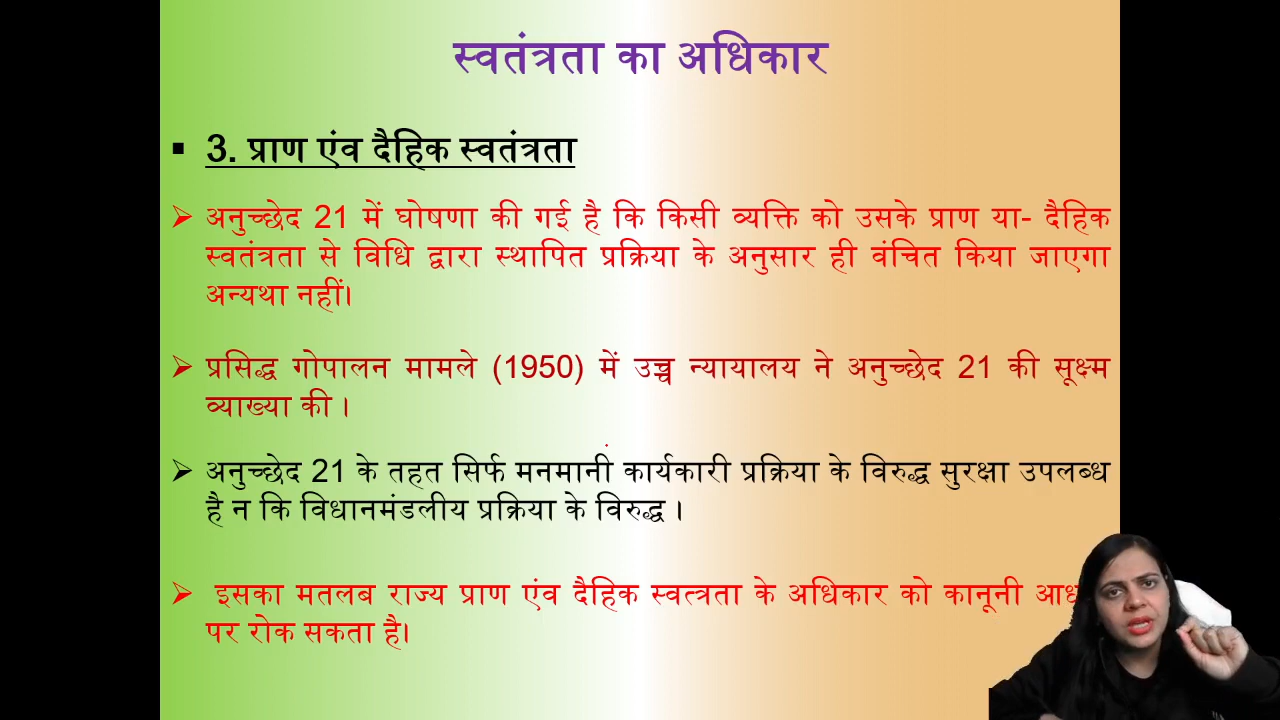 स्वतंत्रता का अधिकार
▪ 3. प्राण एंव दैहिक स्वतंत्रता
➢ अनुच्छेद 21 में घोषणा की गई है कि किसी व्यक्ति को उसके प्राण या- दैहिक
स्वतंत्रता से विधि द्वारा स्थापित प्रक्रिया के अनुसार ही वंचित किया जाएगा
अन्यथा नहीं।
➢ प्रसिद्ध गोपालन मामले (1950) में उच्च न्यायालय ने अनुच्छेद 21 की सूक्ष्म
व्याख्या की ।
➢ अनुच्छेद 21 के तहत सिर्फ मनमानी कार्यकारी प्रक्रिया के विरुद्ध सुरक्षा उपलब्ध
है न कि विधानमंडलीय प्रक्रिया के विरुद्ध ।
➢ इसका मतलब राज्य प्राण एंव दैहिक स्वत्त्रता के अधिकार को कानूनी
पर रोक सकता है।